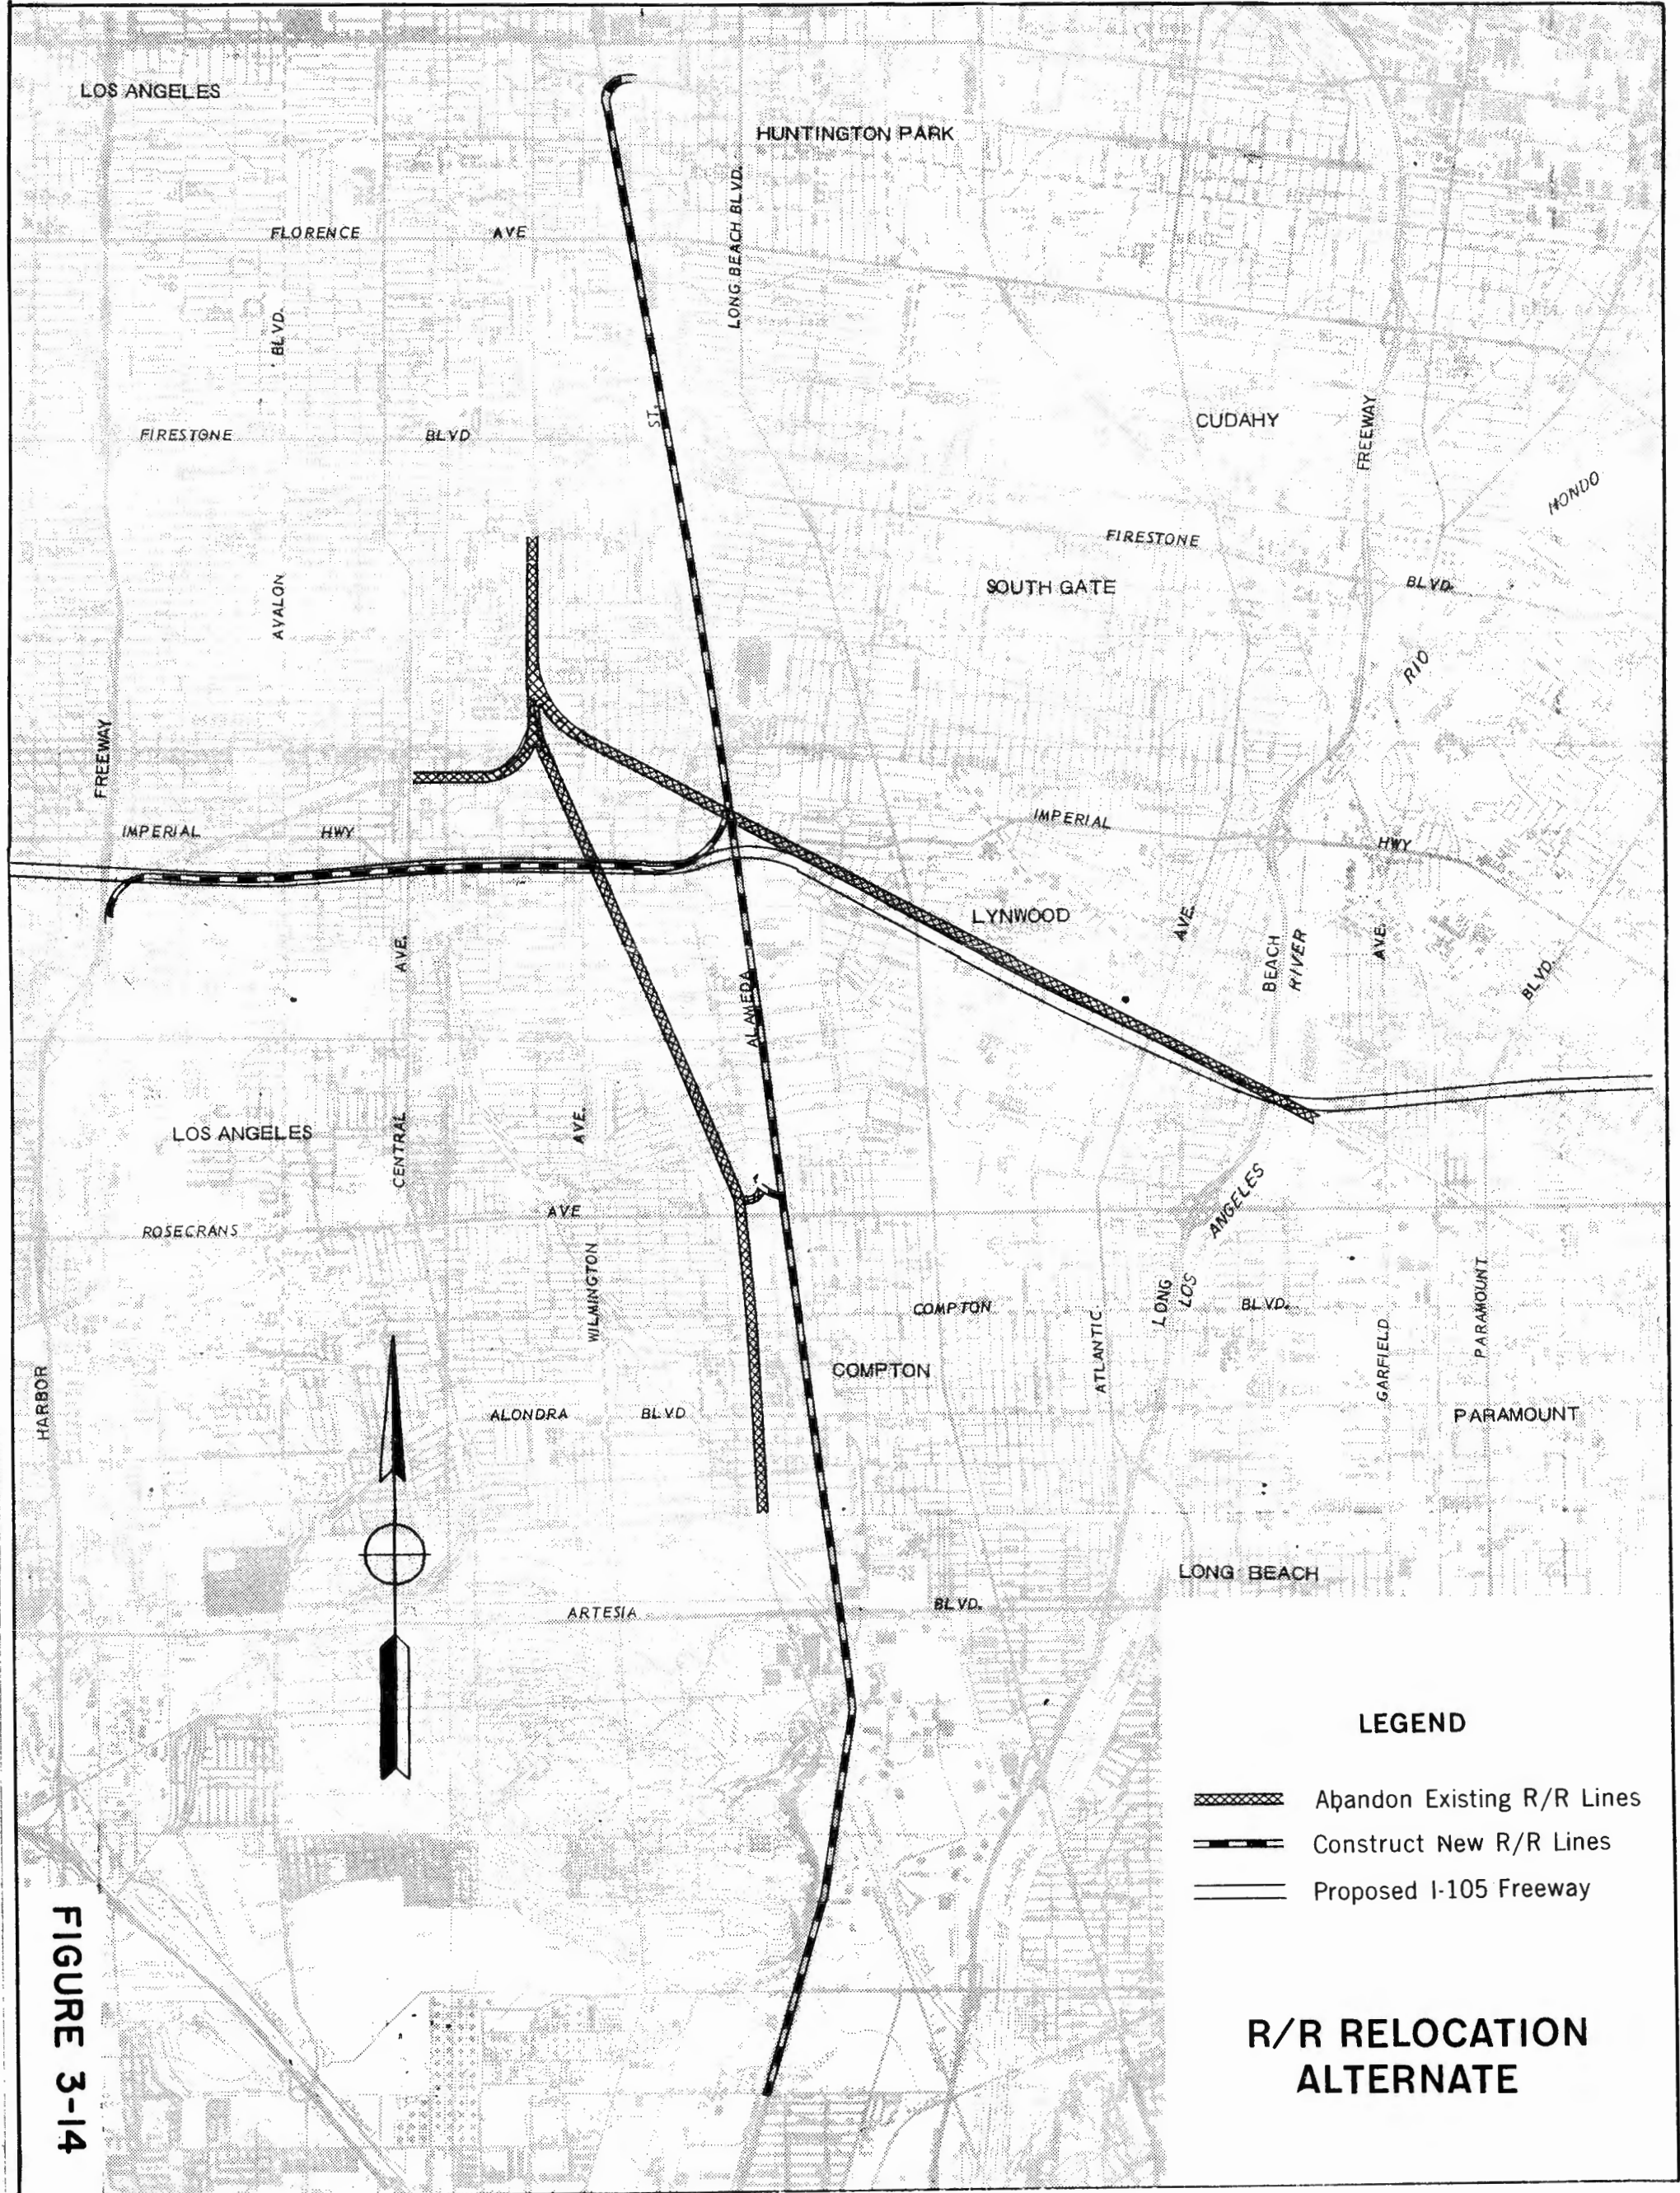 LOS ANGELES
HUNTINGTON PARK
LONG BEACH BLVD.
FLORENCE AVE
BLVD.
ST.
CUDAHY
FREEWAY
FIRESTONE BLVD
HONDO
FIRESTONE
BLVD.
SOUTH GATE
AVALON
RIO
FREEWAY
IMPERIAL HWY
IMPERIAL
HWY
LYNWOOD
AVE.
BEACH
RIVER
AVE.
BLVD.
AVE.
ALAMEDA
LOS ANGELES
CENTRAL
AVE.
ANGELES
ROSECRANS
AVE
WILMINGTON
COMPTON
LONG
LOS
BLVD.
PARAMOUNT
ATLANTIC
GARFIELD
COMPTON
HARBOR
ALONDRA BLVD
PARAMOUNT
LONG BEACH
ARTESIA
BLVD.
LEGEND
Abandon Existing R/R Lines
Construct New R/R Lines
Proposed I-105 Freeway
R/R RELOCATION
ALTERNATE
FIGURE 3-14